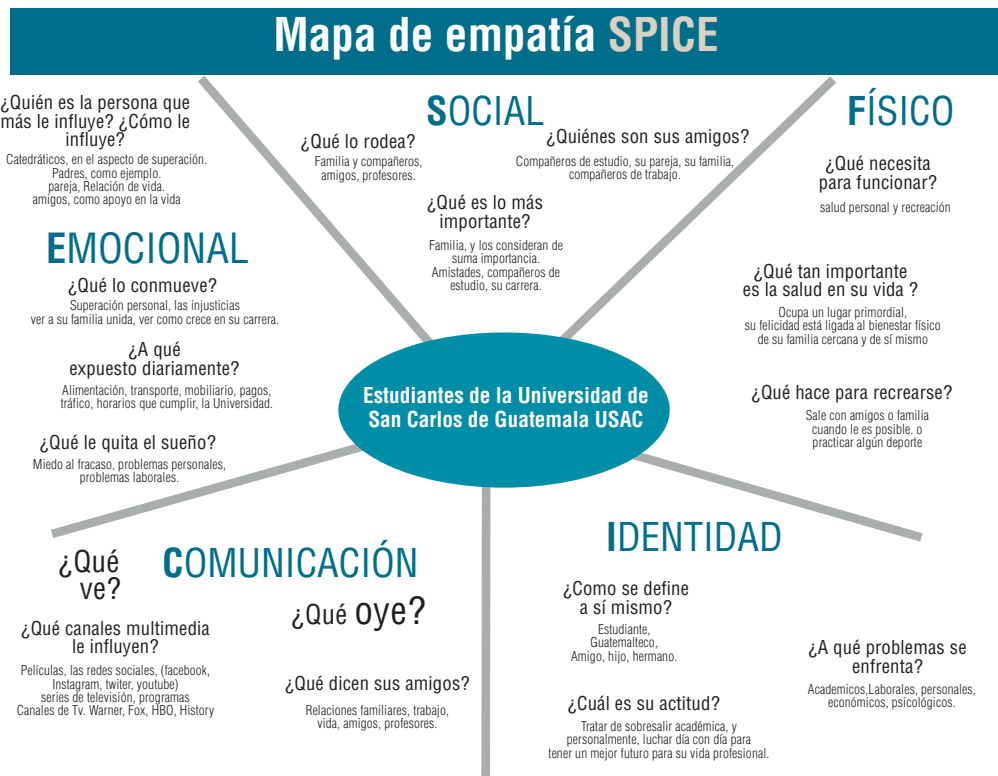 Mapa de empatía SPICE
¿Quién es la persona que
más le influye? ¿Cómo le
influye?
Catedráticos, en el aspecto de superación.
Padres, como ejemplo.
pareja, Relación de vida.
amigos, como apoyo en la vida
EMOCIONAL
¿Qué lo conmueve?
Superación personal, las injusticias
ver a su familia unida, ver como crece en su carrera.
¿A qué
expuesto diariamente?
Alimentación, transporte, mobiliario, pagos,
tráfico, horarios que cumplir, la Universidad.
¿Qué le quita el sueño?
Miedo al fracaso, problemas personales,
problemas laborales.
SOCIAL
¿Qué lo rodea?
Familia y compañeros,
amigos, profesores.
¿Quiénes son sus amigos?
Compañeros de estudio, su pareja, su familia,
compañeros de trabajo.
¿Qué es lo más
importante?
Familia, y los consideran de
suma importancia.
Amistades, compañeros de
estudio, su carrera.
FÍSICO
¿Qué necesita
para funcionar?
salud personal y recreación
¿Qué tan importante
es la salud en su vida ?
Ocupa un lugar primordial,
su felicidad está ligada al bienestar físico
de su familia cercana y de sí mismo
¿Qué hace para recrearse?
Sale con amigos o familia
cuando le es posible. o
practicar algún deporte
Estudiantes de la Universidad de
San Carlos de Guatemala USAC
COMUNICACIÓN
¿Qué
ve?
¿Qué canales multimedia
le influyen?
Películas, las redes sociales, (facebook,
Instagram, twiter, youtube)
series de televisión, programas
Canales de Tv. Warner, Fox, HBO, History
¿Qué oye?
¿Qué dicen sus amigos?
Relaciones familiares, trabajo,
vida, amigos, profesores.
IDENTIDAD
¿Como se define
a sí mismo?
Estudiante,
Guatemalteco,
Amigo, hijo, hermano.
¿Cuál es su actitud?
Tratar de sobresalir académica, y
personalmente, luchar día con día para
tener un mejor futuro para su vida profesional.
¿A qué problemas se
enfrenta?
Academicos,Laborales, personales,
económicos, psicológicos.